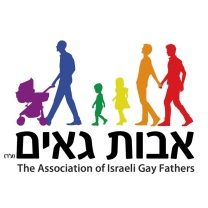 אבות גאים (ע״ר)
The Association of Israeli Gay Fathers